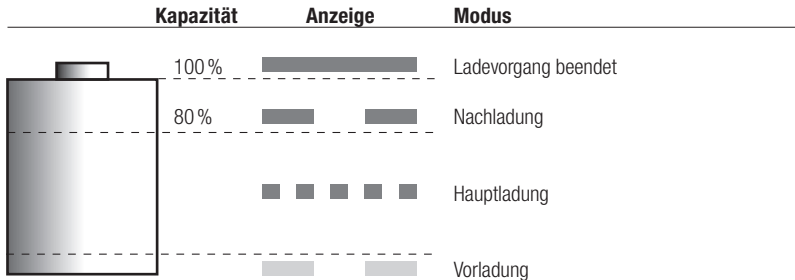 Kapazität Anzeige Modus
100 % Ladevorgang beendet
80 % Nachladung
Hauptladung
Vorladung